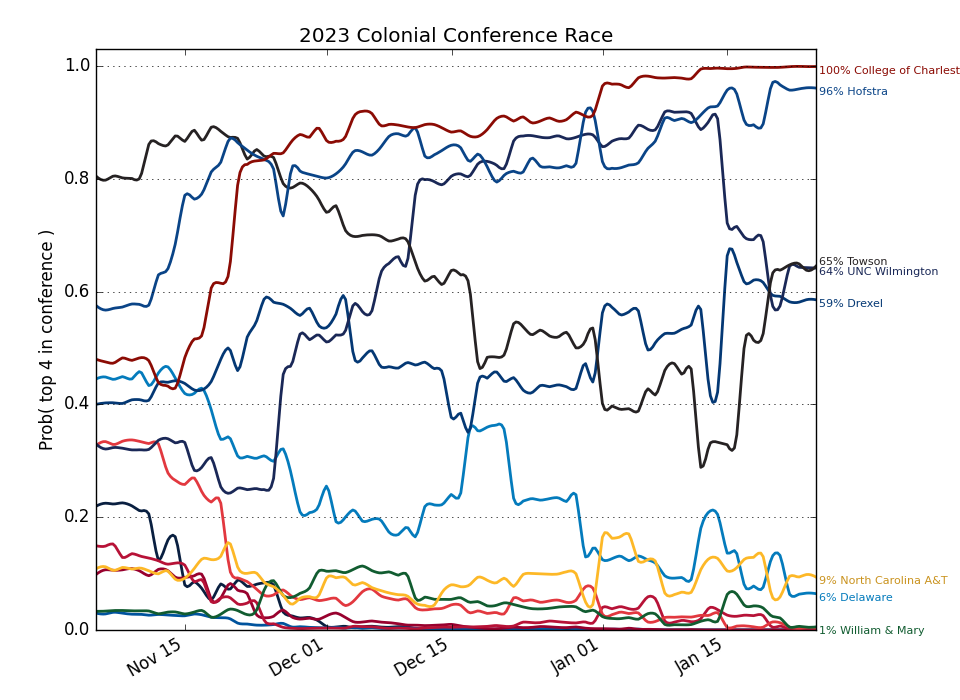 2023 Colonial Conference Race
Prob( top 4 in conference )
1.0
0.8
0.6
0.4
0.2
0.0
Nov 15
Dec 01
Dec 15
Jan 01
Jan 15
100% College of Charlest
96% Hofstra
65% Towson
64% UNC Wilmington
59% Drexel
9% North Carolina A&T
6% Delaware
1% William & Mary